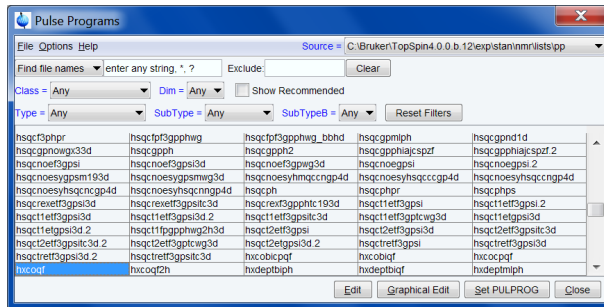 Pulse Programs
File Options Help Source = C:\Bruker\TopSpin4.0.0.b.12\exp\stan\nmr\lists\pp
Find file names enter any string, *, ? Exclude: Clear
Class = Any Dim = Any Show Recommended
Type = Any SubType = Any SubTypeB = Any Reset Filters
hsqcf3phpr hsqcfpf3gpphwg hsqcfpf3gpphwg_bbhd hsqcgpmlph hsqcgpnd1d
hsqcgpnowgx33d hsqcgpph hsqcgpph2 hsqcgpphiajcspzf hsqcgpphiajcspzf.2
hsqcnoef3gpsi hsqcnoef3gpsi3d hsqcnoef3gpwg3d hsqcnoegpsi hsqcnoegpsi.2
hsqcnoesygpsm193d hsqcnoesygpsmwg3d hsqcnoesyhmqccngp4d hsqcnoesyhsqcccgp4d hsqcnoesyhsqccngp4d
hsqcnoesyhsqcncgp4d hsqcnoesyhsqcnngp4d hsqcph hsqcphpr hsqcphps
hsqcrexetf3gpsi3d hsqcrexetf3gpsitc3d hsqcrexf3gpphtc193d hsqct1etf3gpsi hsqct1etf3gpsi.2
hsqct1etf3gpsi3d hsqct1etf3gpsi3d.2 hsqct1etf3gpsitc3d hsqct1etf3gptcwg3d hsqct1etgpsi3d
hsqct1etgpsi3d.2 hsqct1fpgpphwg2h3d hsqct2etf3gpsi hsqct2etf3gpsi3d hsqct2etf3gpsitc3d
hsqct2etf3gpsitc3d.2 hsqct2etf3gptcwg3d hsqct2etgpsi3d.2 hsqctretf3gpsi hsqctretf3gpsi3d
hsqctretf3gpsi3d.2 hsqctretf3gpsitc3d hxcobicpqf hxcobiqf hxcocpqf
hxcoqf hxcoqf2h hxdeptbiph hxdeptbiqf hxdeptmlph
Edit Graphical Edit Set PULPROG Close